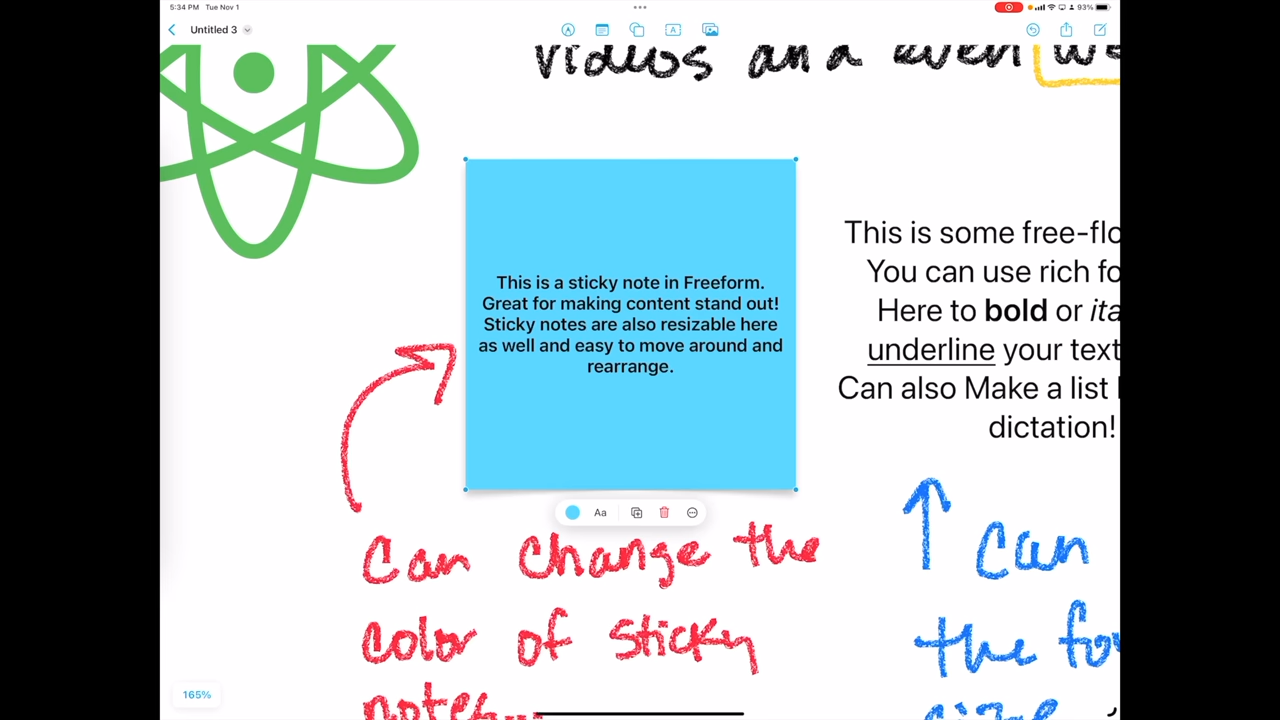 5:34 PM Tue Nov 1
93%
Untitled 3
videos and even
This is a sticky note in Freeform.
Great for making content stand out!
Sticky notes are also resizable here
as well and easy to move around and
rearrange.
This is some free-flo
You can use rich fo
Here to bold or ita
underline your text
Can also Make a list
dictation!
Aa
Can change the
color of sticky
notes...
can
the fo
size
165%